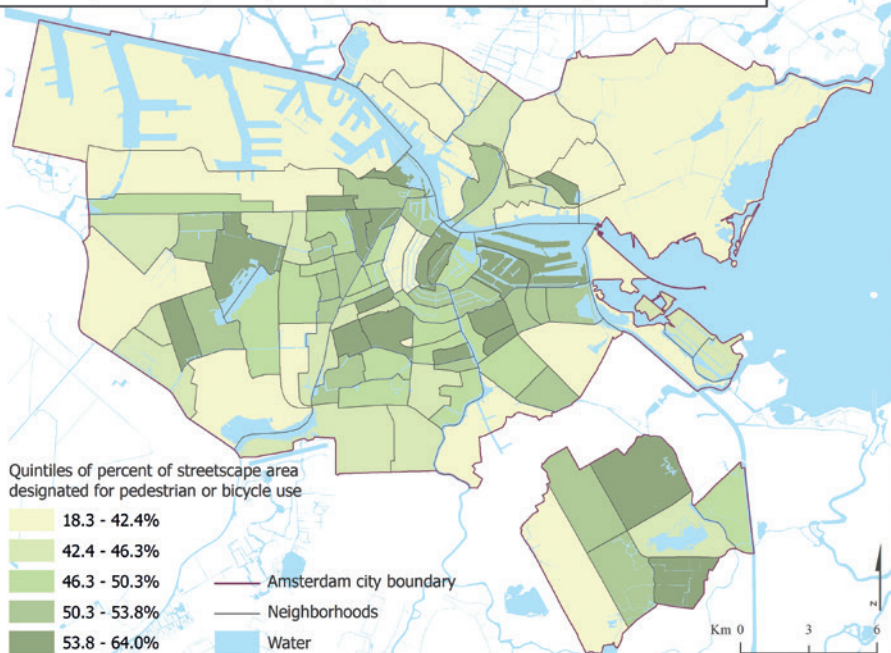 Quintiles of percent of streetscape area
designated for pedestrian or bicycle use
18.3 - 42.4%
42.4 - 46.3%
46.3 - 50.3%
50.3 - 53.8%
53.8 - 64.0%
Amsterdam city boundary
Neighborhoods
Water
N
Km 0 3 6